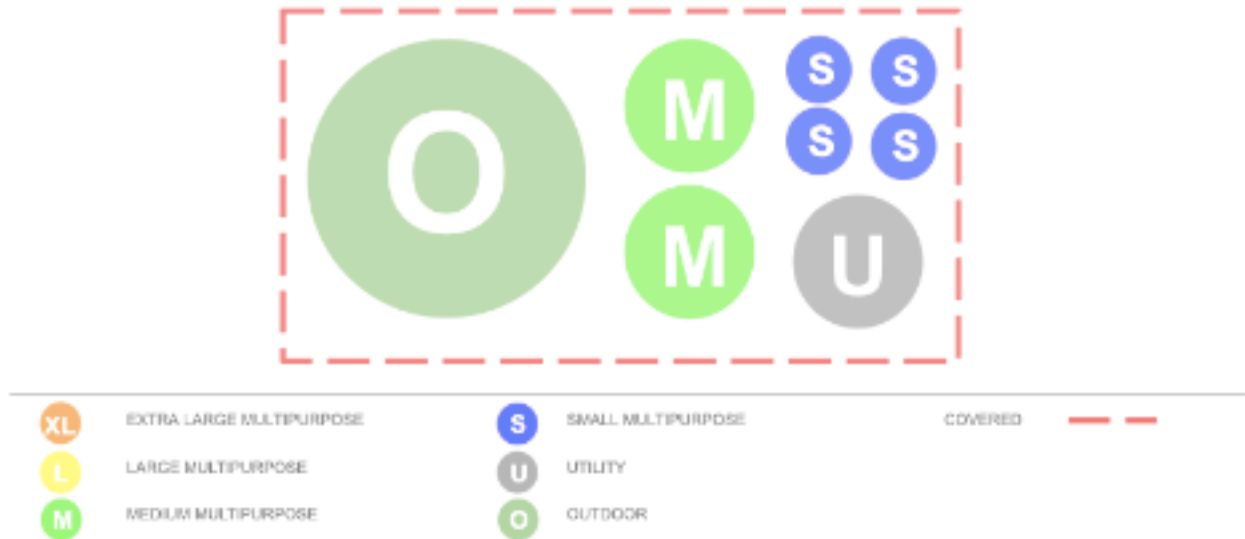 O
M
M
S S
S S
U
XL EXTRA LARGE MULTIPURPOSE
L LARGE MULTIPURPOSE
M MEDIUM MULTIPURPOSE
S SMALL MULTIPURPOSE
U UTILITY
O OUTDOOR
COVERED